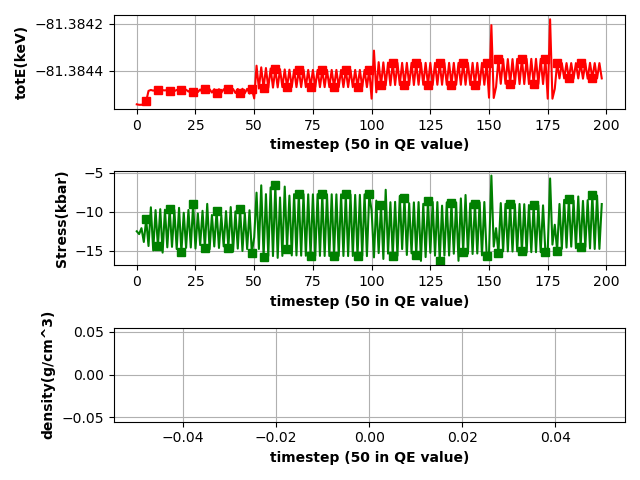 −81.3842
−81.3844
totE(keV)
0 25 50 75 100 125 150 175 200
timestep (50 in QE value)
−5
−10
−15
Stress(kbar)
0 25 50 75 100 125 150 175 200
timestep (50 in QE value)
0.05
0.00
−0.05
density(g/cm^3)
−0.04 −0.02 0.00 0.02 0.04
timestep (50 in QE value)